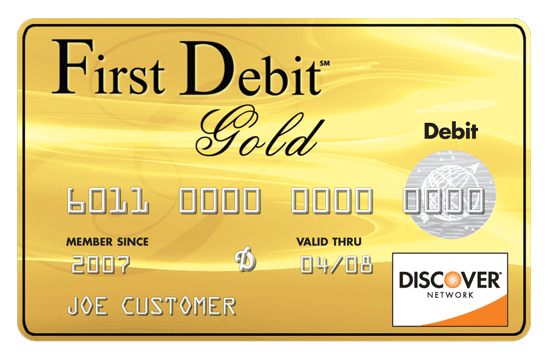 First Debit℠
Gold
Debit
6011 0000 0000 0000
MEMBER SINCE VALID THRU
2007 D 04/08
JOE CUSTOMER
DISCOVER®
NETWORK